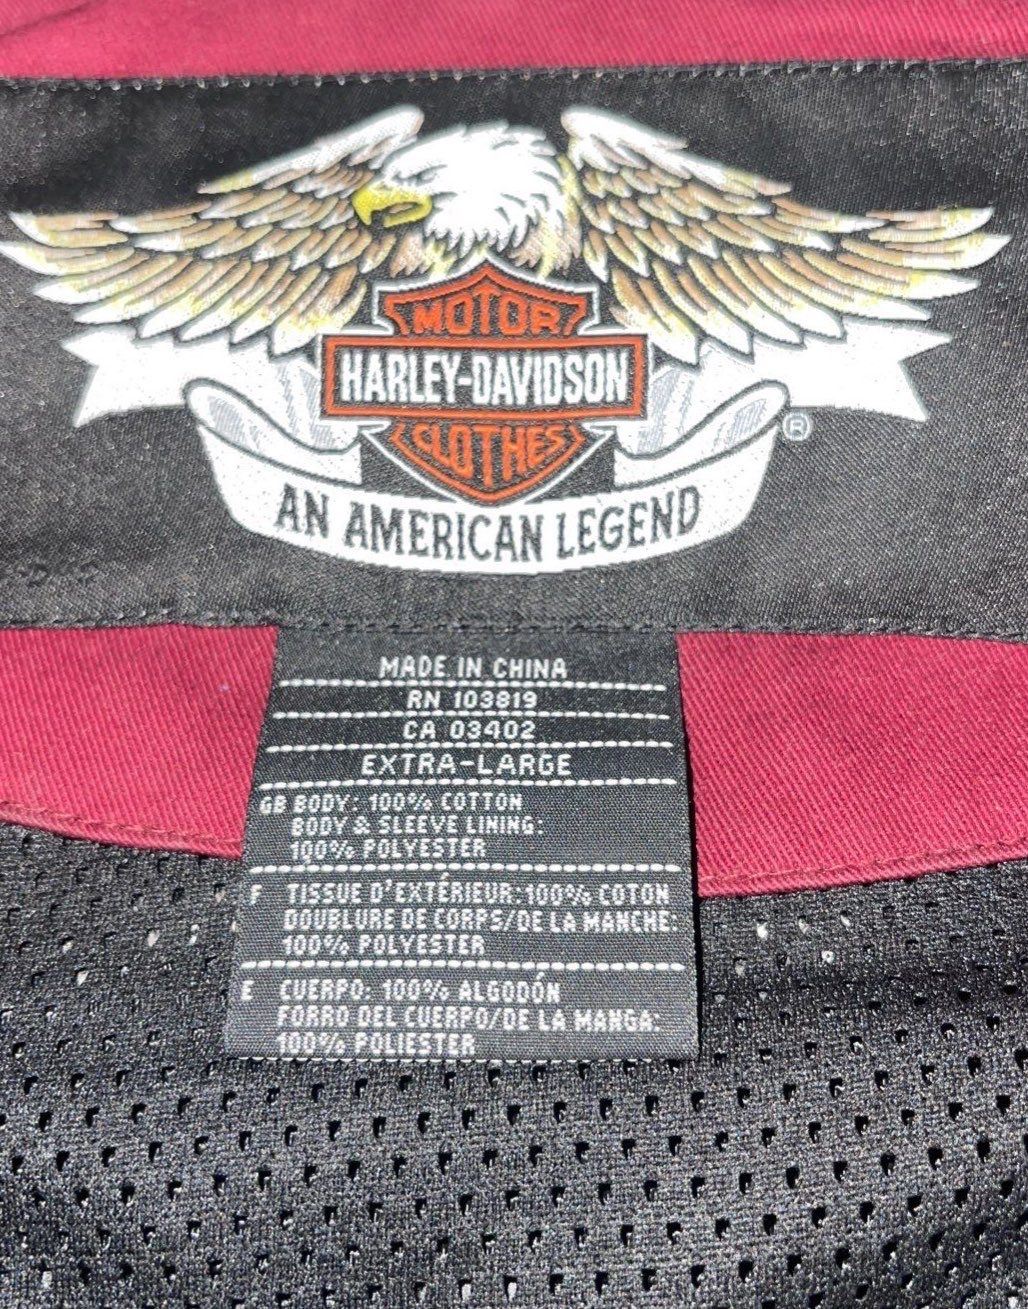 MOTOR
HARLEY-DAVIDSON
CLOTHES
®
AN AMERICAN LEGEND
MADE IN CHINA
RN 103819
CA 03402
EXTRA-LARGE
GB BODY: 100% COTTON
BODY & SLEEVE LINING:
100% POLYESTER
F TISSUE D'EXTÉRIEUR: 100% COTON
DOUBLURE DE CORPS/DE LA MANCHE:
100% POLYESTER
E CUERPO: 100% ALGODÓN
FORRO DEL CUERPO/DE LA MANGA:
100% POLIESTER